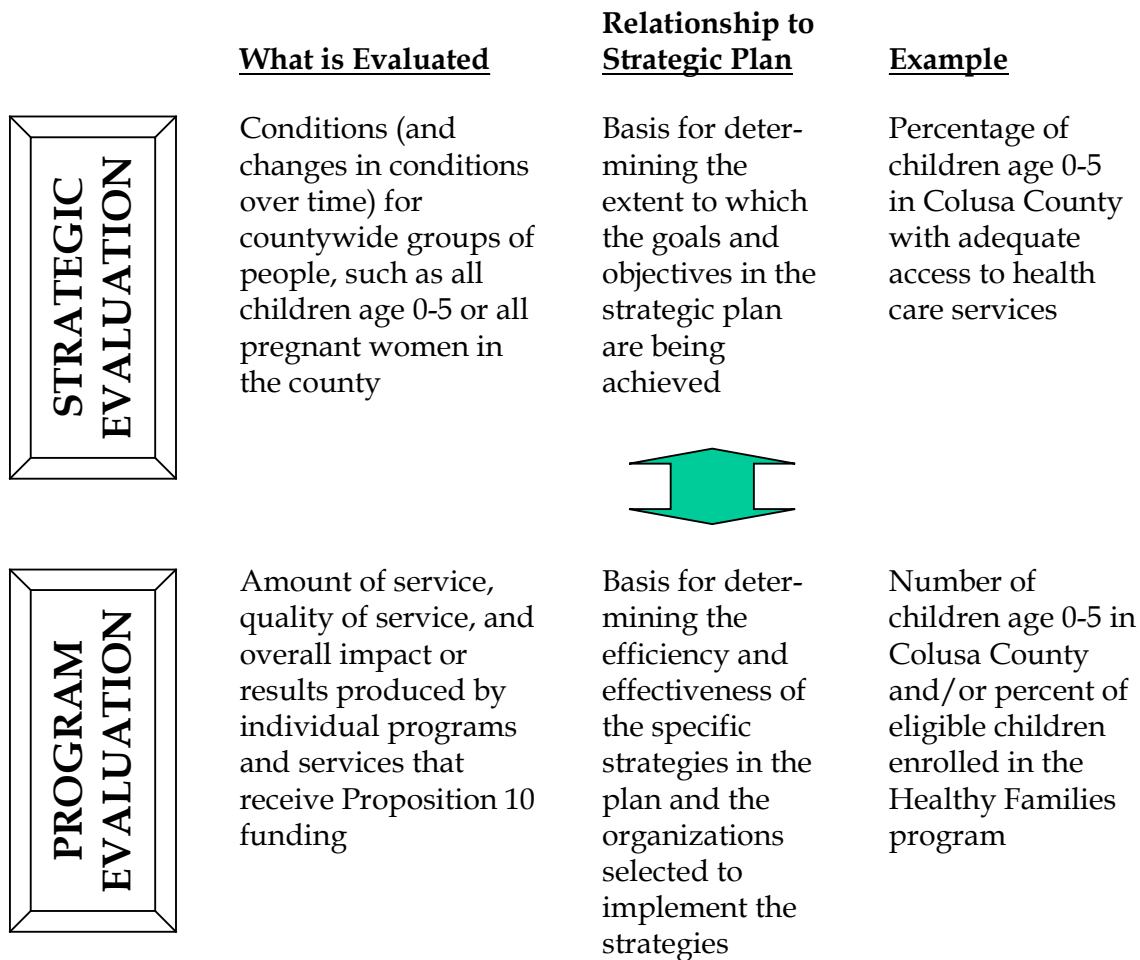 What is Evaluated
Relationship to
Strategic Plan
Example
STRATEGIC
EVALUATION
Conditions (and
changes in conditions
over time) for
countywide groups of
people, such as all
children age 0-5 or all
pregnant women in
the county
Basis for deter-
mining the
extent to which
the goals and
objectives in the
strategic plan
are being
achieved
Percentage of
children age 0-5
in Colusa County
with adequate
access to health
care services
PROGRAM
EVALUATION
Amount of service,
quality of service, and
overall impact or
results produced by
individual programs
and services that
receive Proposition 10
funding
Basis for deter-
mining the
efficiency and
effectiveness of
the specific
strategies in the
plan and the
organizations
selected to
implement the
strategies
Number of
children age 0-5 in
Colusa County
and/or percent of
eligible children
enrolled in the
Healthy Families
program